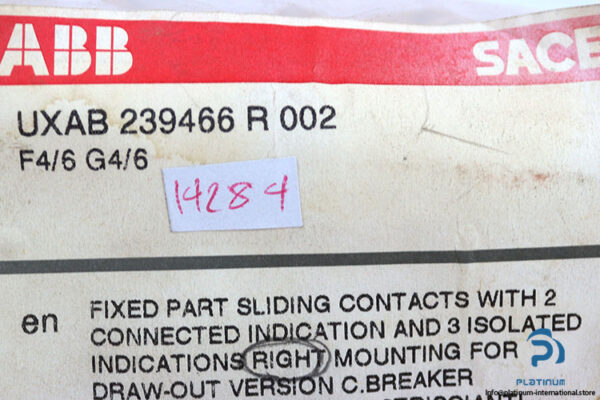 ABB SACE
UXAB 239466 R 002
F4/6 G4/6
14284
en
FIXED PART SLIDING CONTACTS WITH 2
CONNECTED INDICATION AND 3 ISOLATED
INDICATIONS RIGHT MOUNTING FOR
DRAW-OUT VERSION C.BREAKER
PLATINUM
info@platinum-international.store